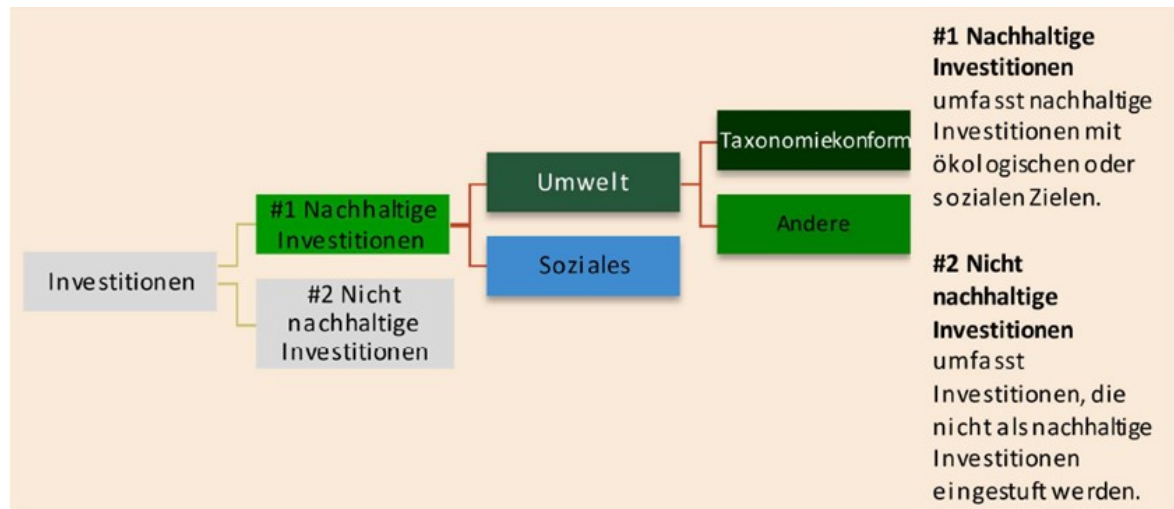 Investitionen
#1 Nachhaltige
Investitionen
#2 Nicht
nachhaltige
Investitionen
Umwelt
Soziales
Taxonomiekonform
Andere
#1 Nachhaltige
Investitionen
umfasst nachhaltige
Investitionen mit
ökologischen oder
sozialen Zielen.
#2 Nicht
nachhaltige
Investitionen
umfasst
Investitionen, die
nicht als nachhaltige
Investitionen
eingestuft werden.